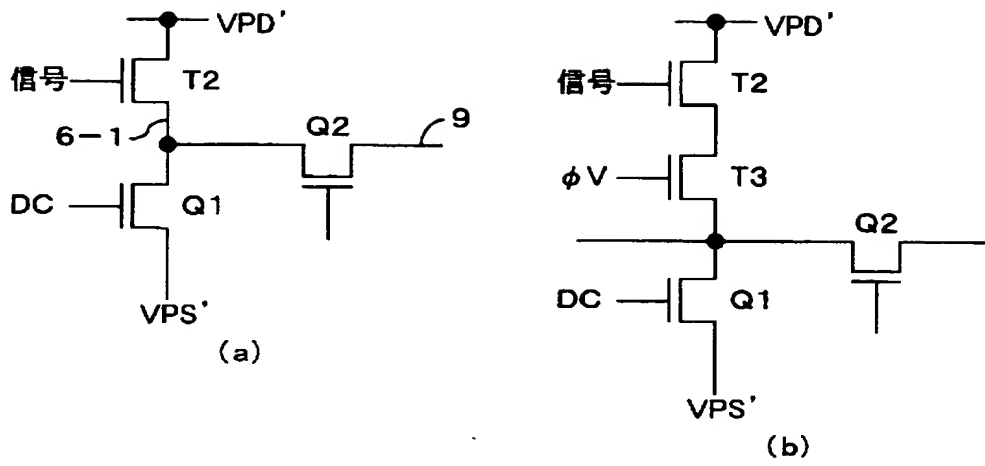 VPD'
信号
T2
6-1
Q2
9
DC
Q1
VPS'
(a)
VPD'
信号
T2
φV
T3
Q2
DC
Q1
VPS'
(b)